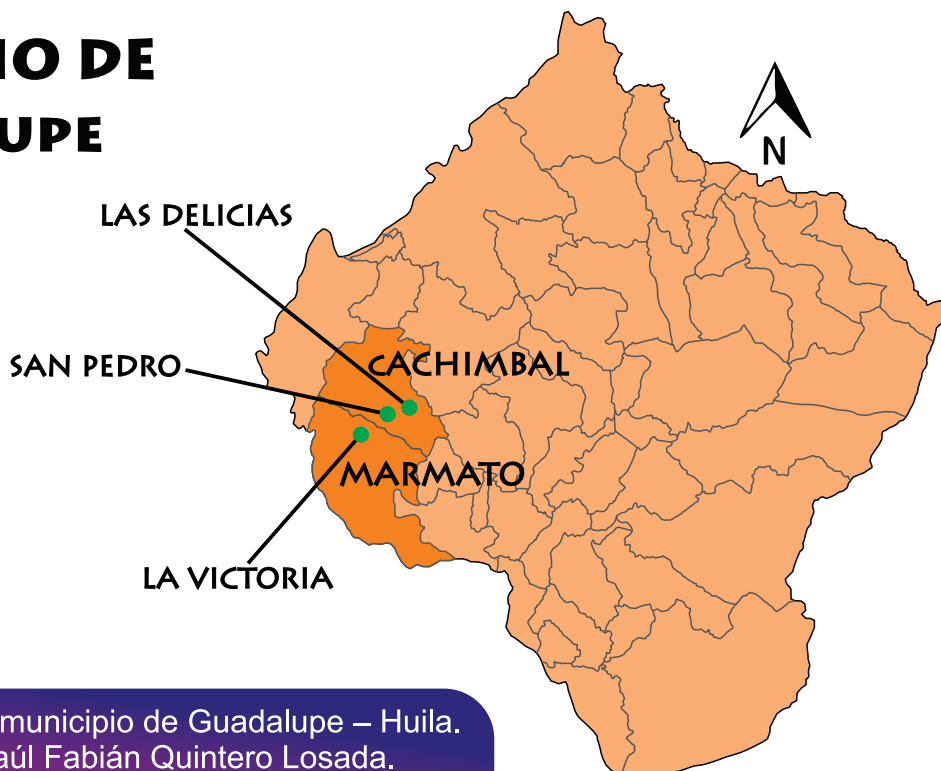 IO DE
UPE
N
LAS DELICIAS
CACHIMBAL
SAN PEDRO
MARMATO
LA VICTORIA
municipio de Guadalupe – Huila.
aúl Fabián Quintero Losada.